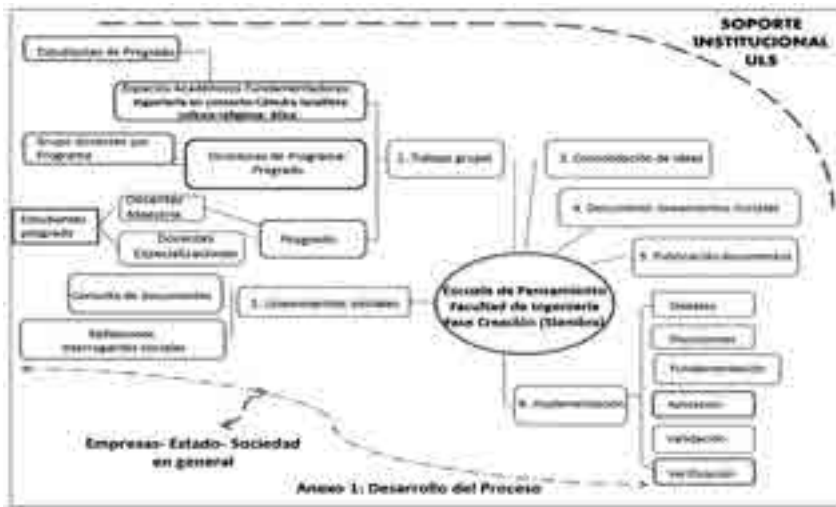 SOPORTE
INSTITUCIONAL
ULS
Estudiantes de Pregrado
Espacios Académicos Fundamentadores:
Ingeniería en contexto-Cátedra lasallista
cultura religiosa, ética
Grupo docentes por
Programa
Directores de Programa
Pregrado
1. Trabajo grupal
Docentes
Maestría
Estudiantes
posgrado
Docentes
Especializaciones
Posgrado
Consulta de documentos
Reflexiones
Interrogantes iniciales
2. Lineamientos iniciales
3. Consolidación de ideas
4. Documento lineamientos iniciales
5. Publicación documentos
Escuela de Pensamiento
Facultad de Ingeniería
Fase Creación (Siembra)
6. Implementación
Debates
Discusiones
Fundamentación
Validación
Verificación
Empresas- Estado- Sociedad
en general
Anexo 1: Desarrollo del Proceso